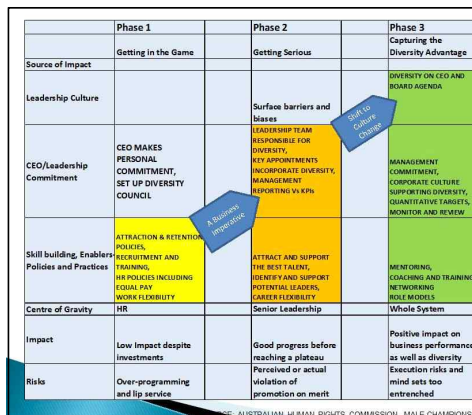 Phase 1 Phase 2 Phase 3
Getting in the Game Getting Serious Capturing the
Diversity Advantage
Source of Impact
Leadership Culture
Surface barriers and
biases
DIVERSITY ON CEO AND
BOARD AGENDA
Shift to
Culture
Change
CEO/Leadership
Commitment
CEO MAKES
PERSONAL
COMMITMENT,
SET UP DIVERSITY
COUNCIL
A Business
Imperative
LEADERSHIP TEAM
RESPONSIBLE FOR
DIVERSITY,
KEY APPOINTMENTS
INCORPORATE DIVERSITY,
MANAGEMENT
REPORTING Vs KPIs
MANAGEMENT
COMMITMENT,
CORPORATE CULTURE
SUPPORTING DIVERSITY,
QUANTITATIVE TARGETS,
MONITOR AND REVIEW
Skill building, Enablers
Policies and Practices
ATTRACTION & RETENTION
POLICIES,
RECRUITMENT AND
TRAINING,
HR POLICIES INCLUDING
EQUAL PAY
WORK FLEXIBILITY
ATTRACT AND SUPPORT
THE BEST TALENT,
IDENTIFY AND SUPPORT
POTENTIAL LEADERS,
CAREER FLEXIBILITY
MENTORING,
COACHING AND TRAINING
NETWORKING
ROLE MODELS
Centre of Gravity HR Senior Leadership Whole System
Impact
Low Impact despite
investments
Good progress before
reaching a plateau
Positive impact on
business performance
as well as diversity
Risks
Over-programming
and lip service
Perceived or actual
violation of
promotion on merit
Execution risks and
mind sets too
entrenched
AUSTRALIAN HUMAN RIGHTS COMMISSION MALE CHAMPIONS